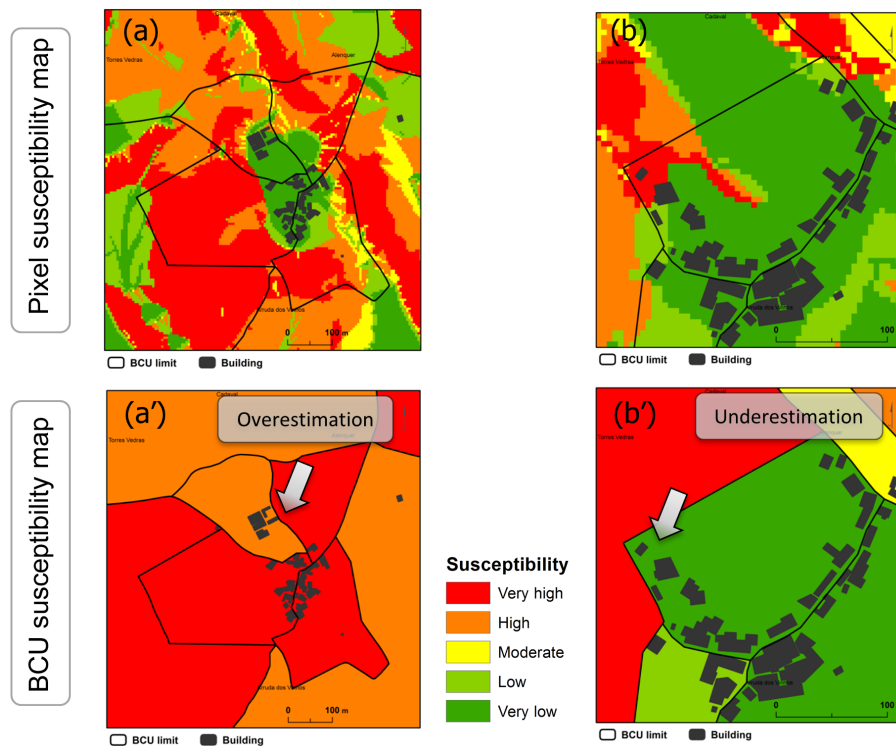 Pixel susceptibility map
(a)
Cadaval
Torres Vedras
Alenquer
0 100 m
BCU limit Building
(b)
Cadaval
Torres Vedras
0 100
BCU limit Building
BCU susceptibility map
(a')
Overestimation
Cadaval
Torres Vedras
0 100 m
BCU limit Building
Susceptibility
Very high
High
Moderate
Low
Very low
(b')
Underestimation
Cadaval
Torres Vedras
0 100
BCU limit Building